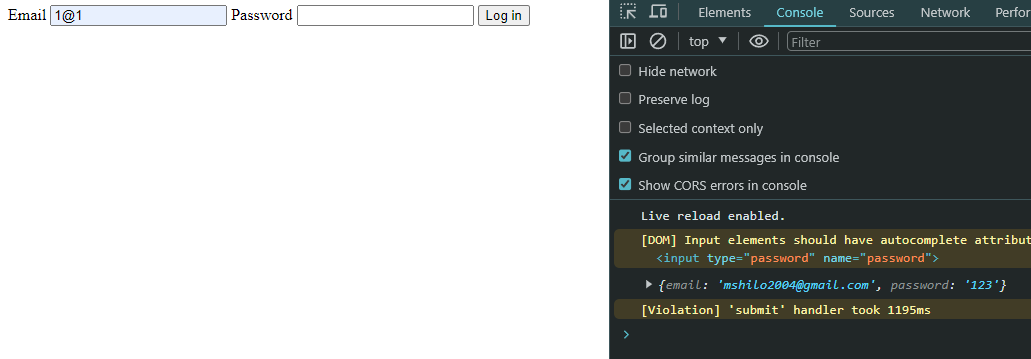 Email 1@1 Password Log in
Elements Console Sources Network Perfor
top Filter
Hide network
Preserve log
Selected context only
Group similar messages in console
Show CORS errors in console
Live reload enabled.
[DOM] Input elements should have autocomplete attribut
<input type="password" name="password">
{email: 'mshilo2004@gmail.com', password: '123'}
[Violation] 'submit' handler took 1195ms